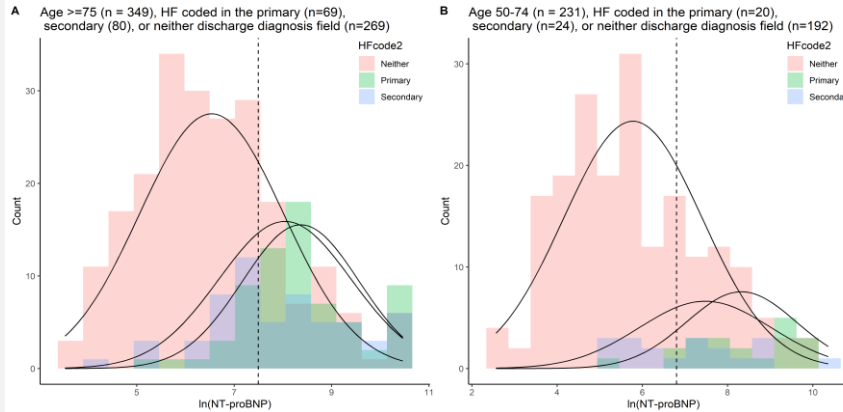 A
Age >=75 (n = 349), HF coded in the primary (n=69),
secondary (80), or neither discharge diagnosis field (n=269)
HFcode2
Neither
Primary
Secondary
Count
30
20
10
0
5
7
9
11
ln(NT-proBNP)
B
Age 50-74 (n = 231), HF coded in the primary (n=20),
secondary (n=24), or neither discharge diagnosis field (n=192)
HFcode2
Neither
Primary
Seconda
Count
30
20
10
0
2
4
6
8
10
ln(NT-proBNP)